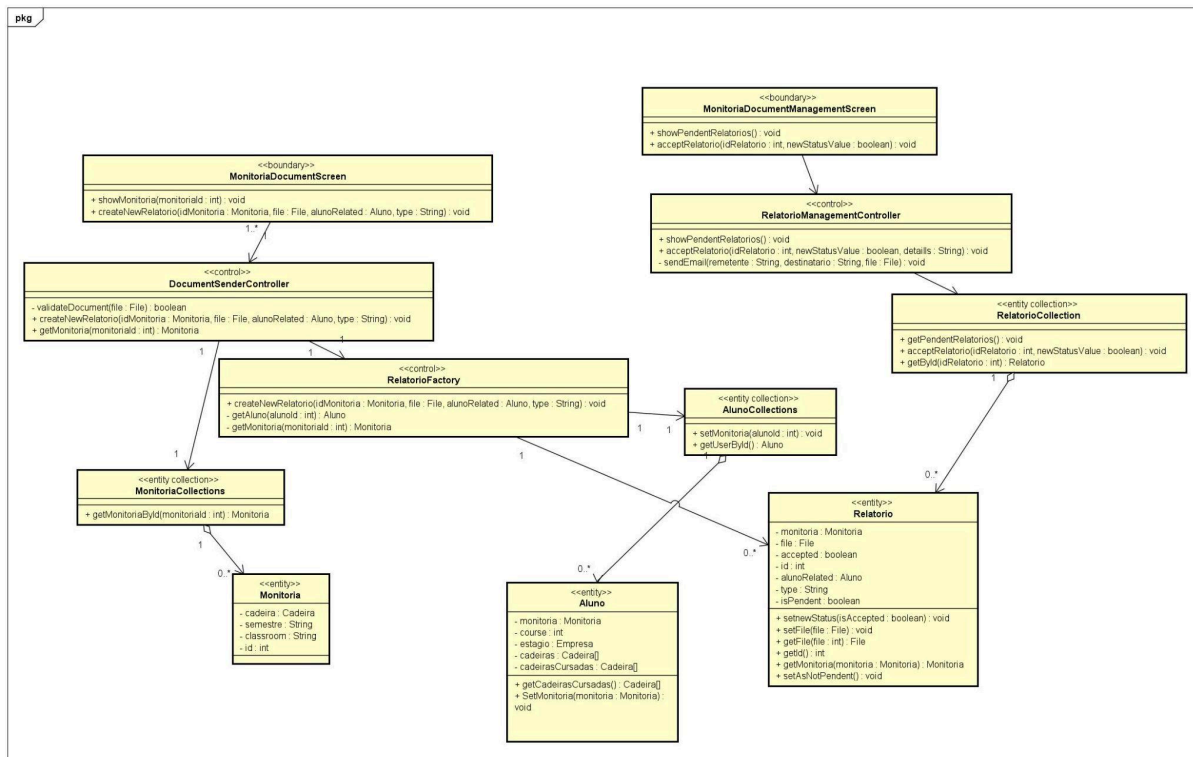 pkg
<<boundary>>
MonitoriaDocumentManagementScreen
+ showPendentRelatorios() : void
+ acceptRelatorio(idRelatorio : int, newStatusValue : boolean) : void
<<boundary>>
MonitoriaDocumentScreen
+ showMonitoria(monitoriaId : int) : void
+ createNewRelatorio(idMonitoria : Monitoria, file : File, alunoRelated : Aluno, type : String) : void
1..*
1
<<control>>
RelatorioManagementController
+ showPendentRelatorios() : void
+ acceptRelatorio(idRelatorio : int, newStatusValue : boolean, detaills : String) : void
- sendEmail(remetente : String, destinatario : String, file : File) : void
<<control>>
DocumentSenderController
- validateDocument(file : File) : boolean
+ createNewRelatorio(idMonitoria : Monitoria, file : File, alunoRelated : Aluno, type : String) : void
+ getMonitoria(monitoriaId : int) : Monitoria
1
1
1
1
<<entity collection>>
RelatorioCollection
+ getPendentRelatorios() : void
+ acceptRelatorio(idRelatorio : int, newStatusValue : boolean) : void
+ getById(idRelatorio : int) : Relatorio
1
0..*
<<control>>
RelatorioFactory
+ createNewRelatorio(idMonitoria : Monitoria, file : File, alunoRelated : Aluno, type : String) : void
- getAluno(alunoId : int) : Aluno
- getMonitoria(monitoriaId : int) : Monitoria
1
1
1
<<entity collection>>
AlunoCollections
+ setMonitoria(alunoId : int) : void
+ getUserById() : Aluno
1
0..*
1
<<entity collection>>
MonitoriaCollections
+ getMonitoriaById(monitoriaId : int) : Monitoria
1
0..*
<<entity>>
Monitoria
- cadeira : Cadeira
- semestre : String
- classroom : String
- id : int
<<entity>>
Aluno
- monitoria : Monitoria
- course : int
- estagio : Empresa
- cadeiras : Cadeira[]
- cadeirasCursadas : Cadeira[]
+ getCadeirasCursadas() : Cadeira[]
+ SetMonitoria(monitoria : Monitoria) :
void
0..*
<<entity>>
Relatorio
- monitoria : Monitoria
- file : File
- accepted : boolean
- id : int
- alunoRelated : Aluno
- type : String
- isPendent : boolean
+ setnewStatus(isAccepted : boolean) : void
+ setFile(file : File) : void
+ getFile(file : int) : File
+ getId() : int
+ getMonitoria(monitoria : Monitoria) : Monitoria
+ setAsNotPendent() : void